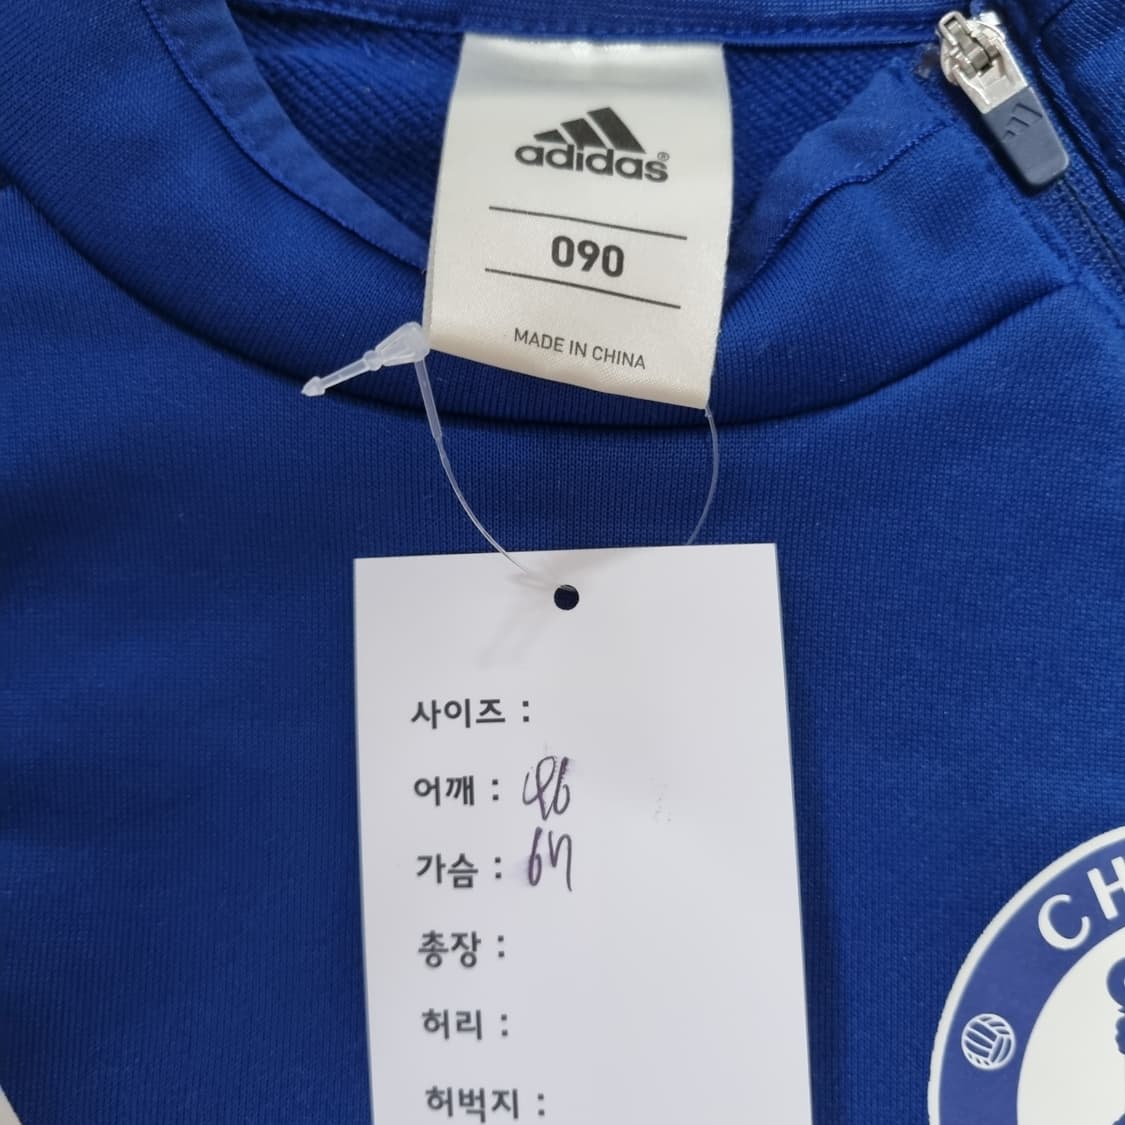 adidas®
090
MADE IN CHINA
사이즈 :
어깨 : 46
가슴 :
총장 :
허리 :
허벅지 :
CH